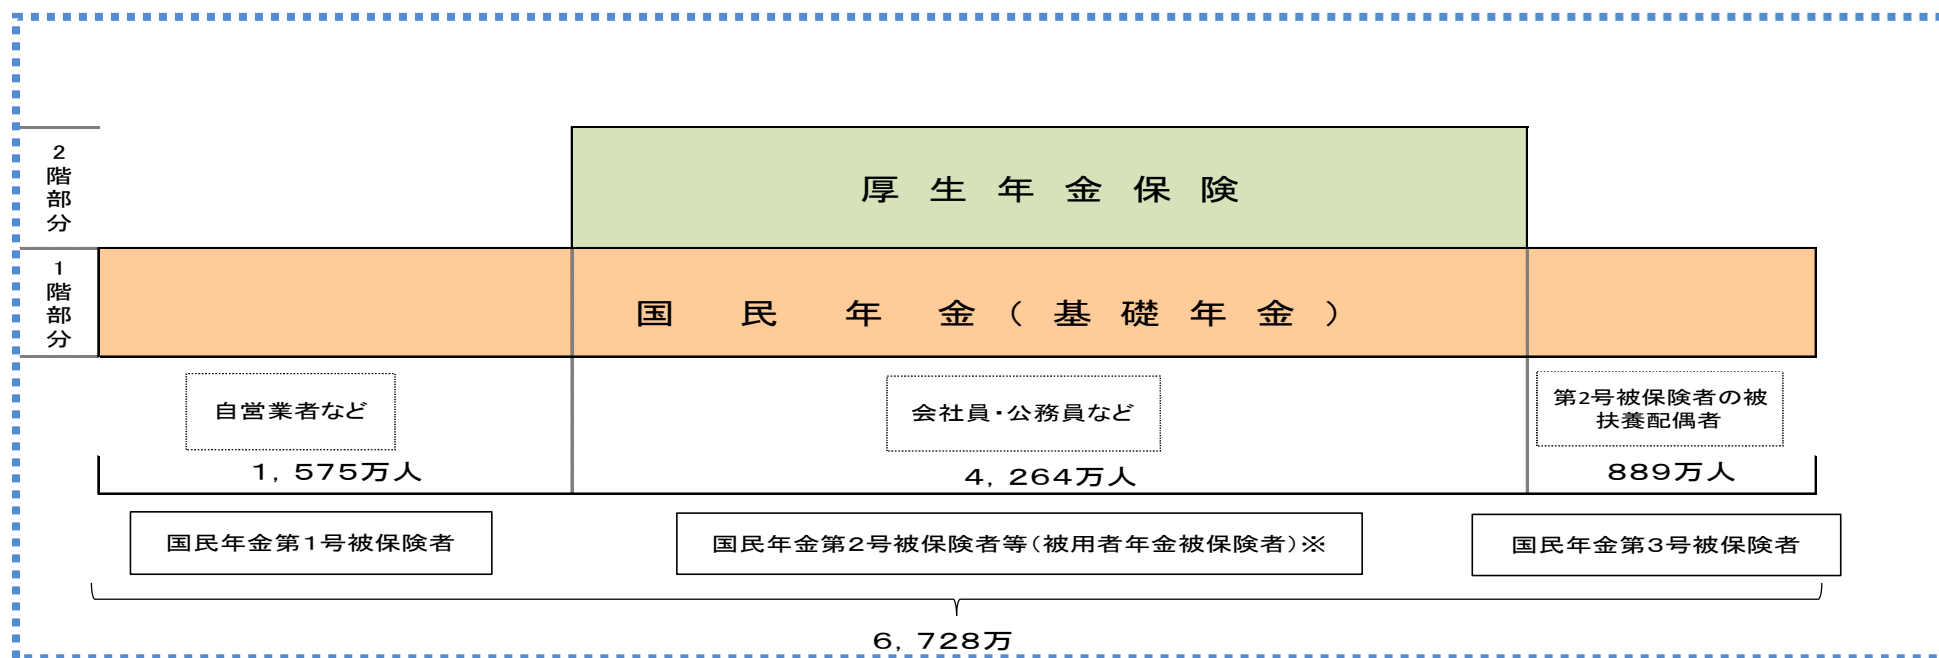 2階部分
厚生年金保険
1階部分
国民年金(基礎年金)
自営業者など
会社員・公務員など
第2号被保険者の被
扶養配偶者
1,575万人
4,264万人
889万人
国民年金第1号被保険者
国民年金第2号被保険者等(被用者年金被保険者)※
国民年金第3号被保険者
6,728万